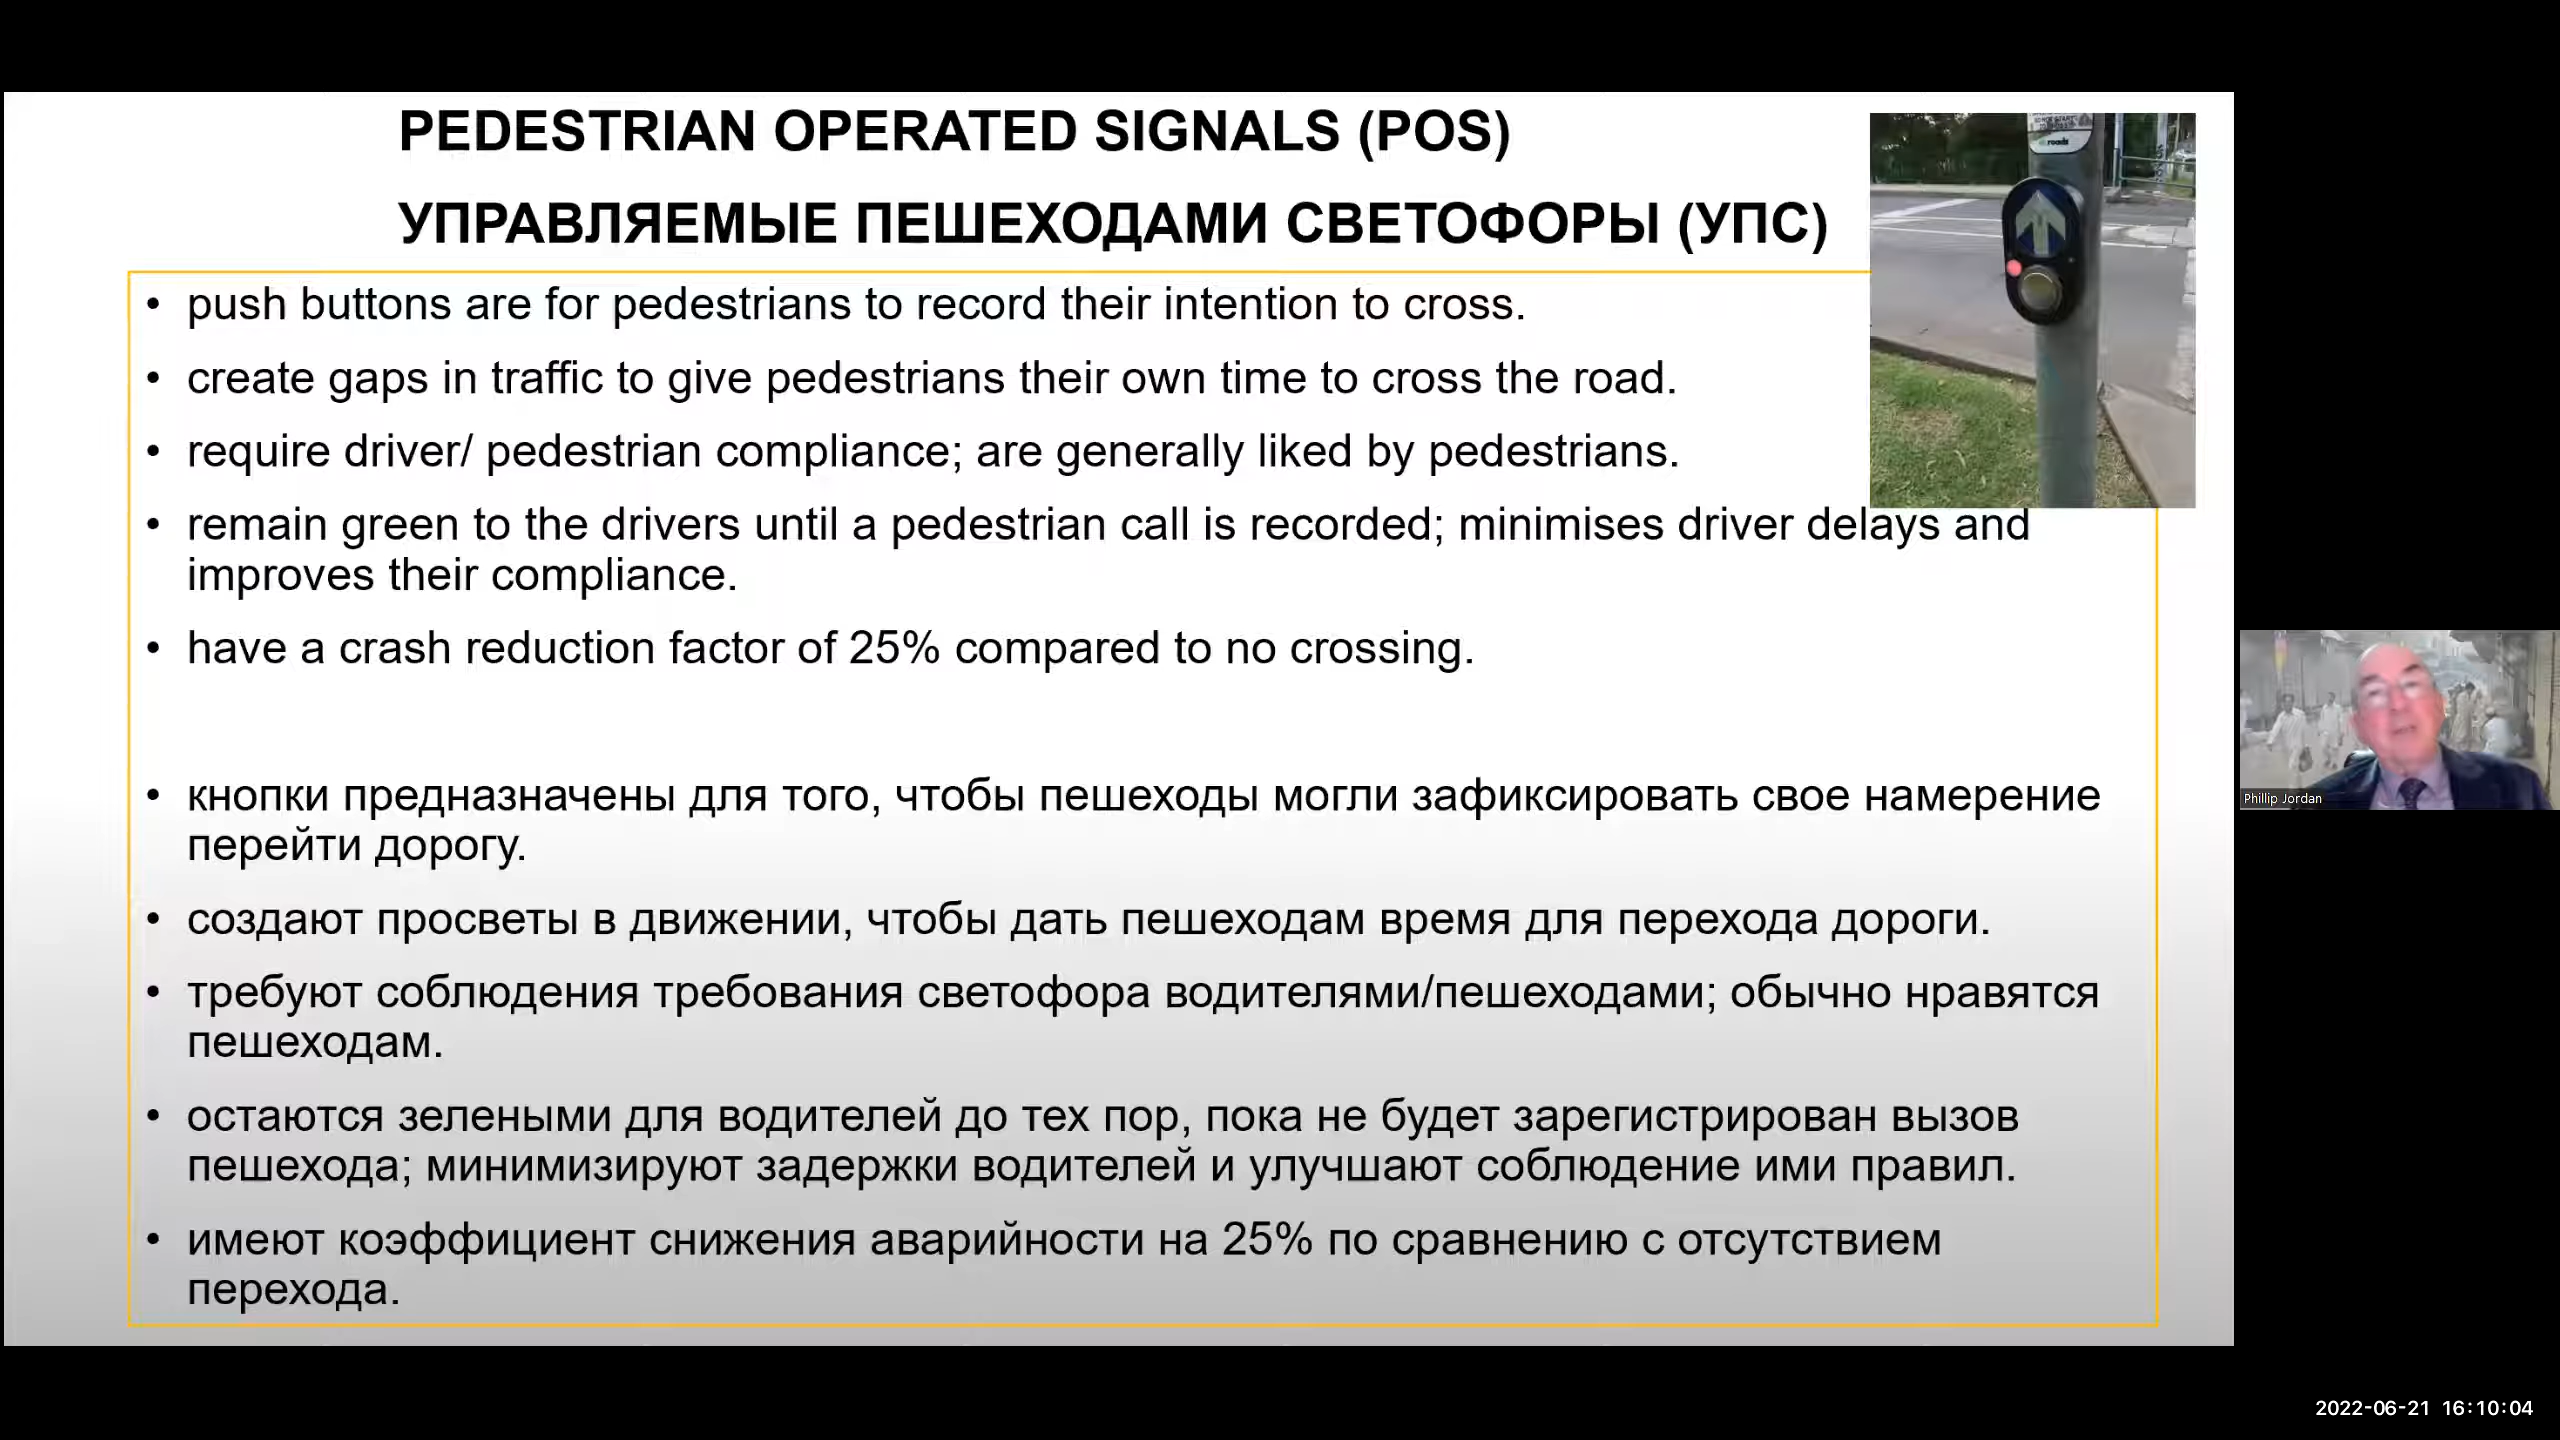 PEDESTRIAN OPERATED SIGNALS (POS)
УПРАВЛЯЕМЫЕ ПЕШЕХОДАМИ СВЕТОФОРЫ (УПС)
• push buttons are for pedestrians to record their intention to cross.
• create gaps in traffic to give pedestrians their own time to cross the road.
• require driver/ pedestrian compliance; are generally liked by pedestrians.
• remain green to the drivers until a pedestrian call is recorded; minimises driver delays and
improves their compliance.
• have a crash reduction factor of 25% compared to no crossing.
• кнопки предназначены для того, чтобы пешеходы могли зафиксировать свое намерение
перейти дорогу.
• создают просветы в движении, чтобы дать пешеходам время для перехода дороги.
• требуют соблюдения требования светофора водителями/пешеходами; обычно нравятся
пешеходам.
• остаются зелеными для водителей до тех пор, пока не будет зарегистрирован вызов
пешехода; минимизируют задержки водителей и улучшают соблюдение ими правил.
• имеют коэффициент снижения аварийности на 25% по сравнению с отсутствием
перехода.
Phillip Jordan
2022-06-21 16:10:04